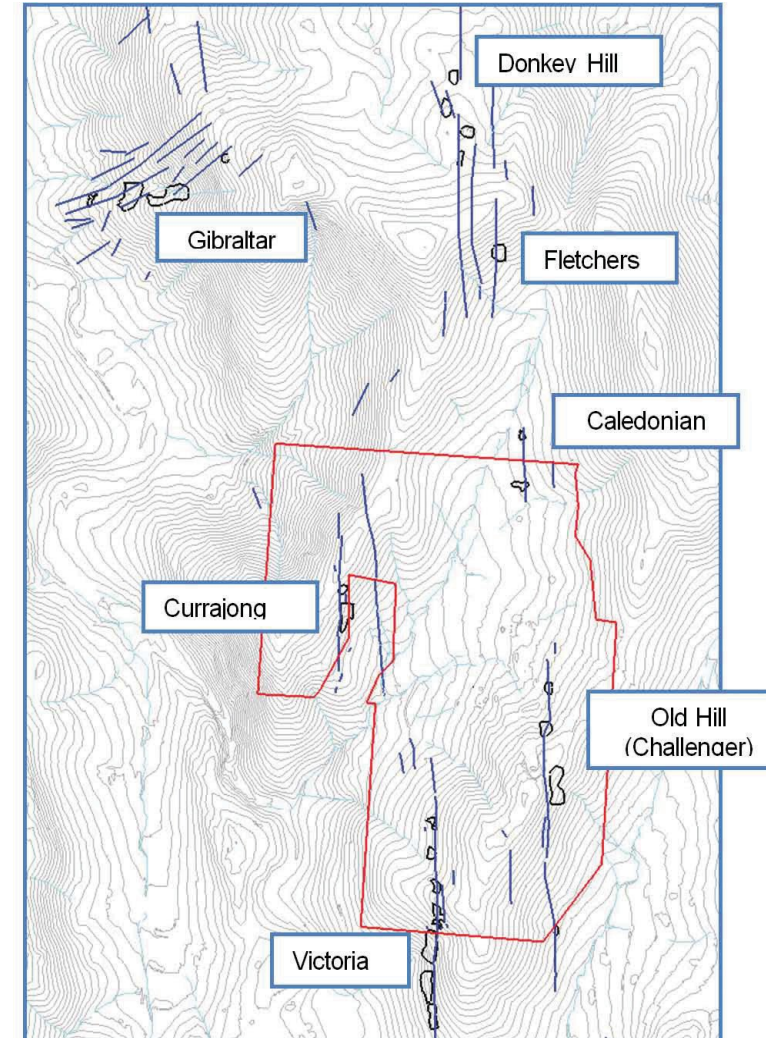 Donkey Hill
Gibraltar
Fletchers
Caledonian
Currajong
Old Hill
(Challenger)
Victoria